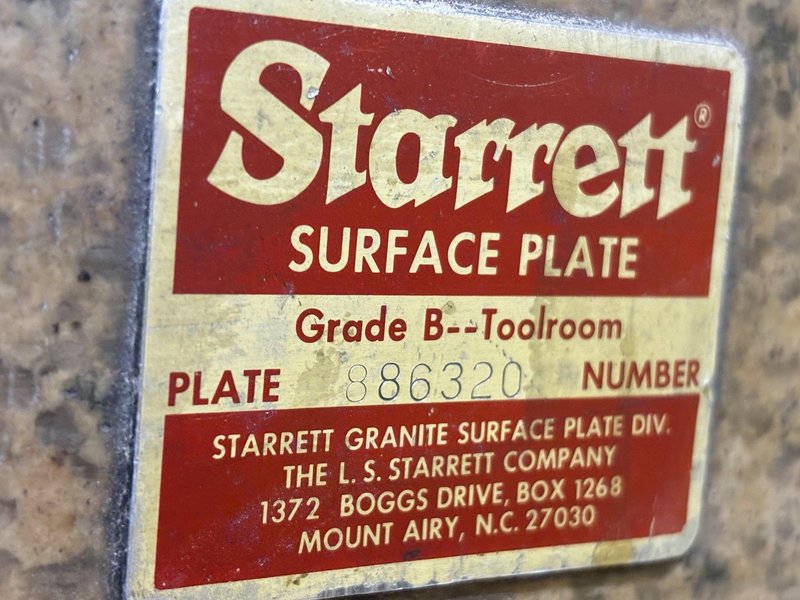 Starrett®
SURFACE PLATE
Grade B--Toolroom
PLATE 886320 NUMBER
STARRETT GRANITE SURFACE PLATE DIV.
THE L. S. STARRETT COMPANY
1372 BOGGS DRIVE, BOX 1268
MOUNT AIRY, N.C. 27030